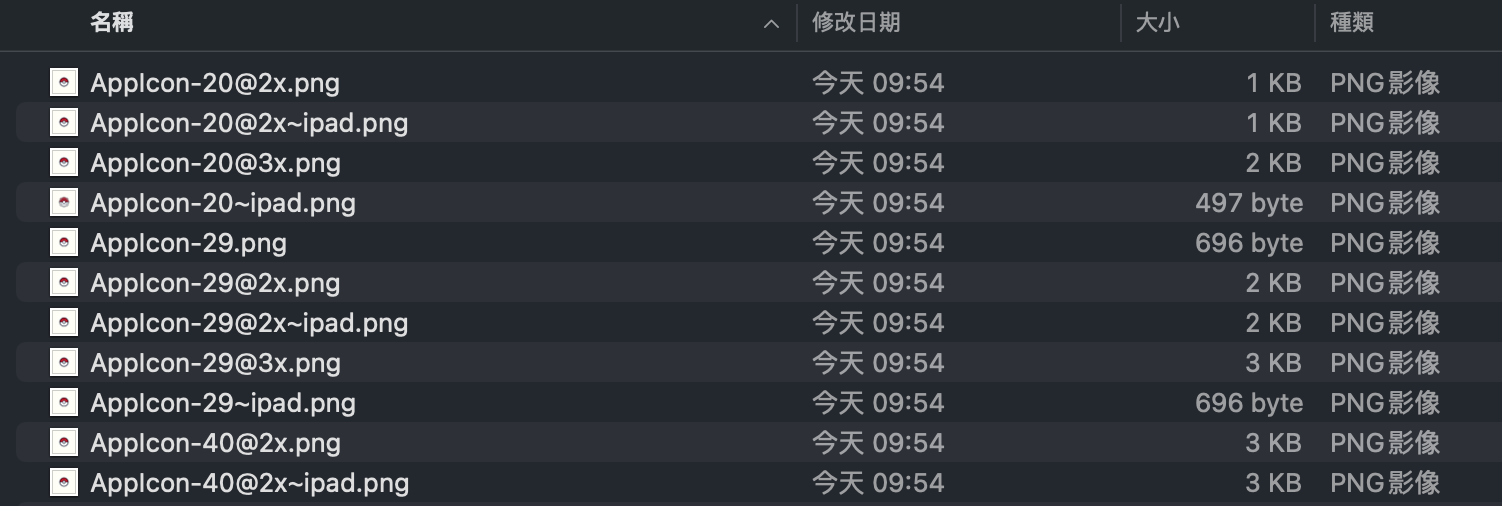 名稱 修改日期 大小 種類
AppIcon-20@2x.png 今天 09:54 1 KB PNG影像
AppIcon-20@2x~ipad.png 今天 09:54 1 KB PNG影像
AppIcon-20@3x.png 今天 09:54 2 KB PNG影像
AppIcon-20~ipad.png 今天 09:54 497 byte PNG影像
AppIcon-29.png 今天 09:54 696 byte PNG影像
AppIcon-29@2x.png 今天 09:54 2 KB PNG影像
AppIcon-29@2x~ipad.png 今天 09:54 2 KB PNG影像
AppIcon-29@3x.png 今天 09:54 3 KB PNG影像
AppIcon-29~ipad.png 今天 09:54 696 byte PNG影像
AppIcon-40@2x.png 今天 09:54 3 KB PNG影像
AppIcon-40@2x~ipad.png 今天 09:54 3 KB PNG影像